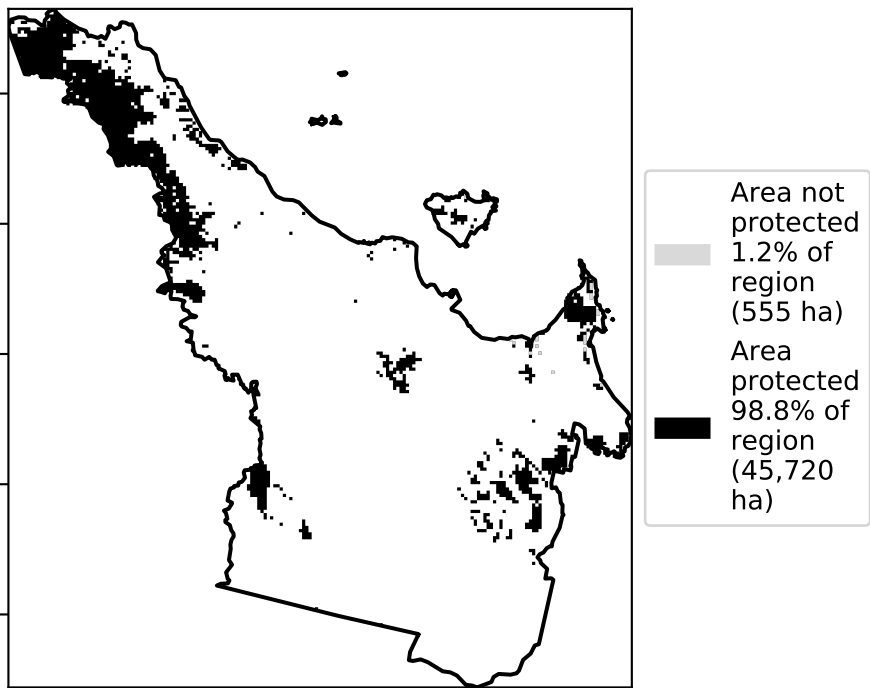 Area not
protected
1.2% of
region
(555 ha)
Area
protected
98.8% of
region
(45,720
ha)